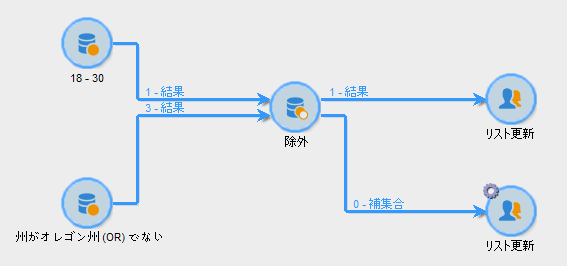 18 - 30
1 - 結果
3 - 結果
1 - 結果
除外
リスト更新
0 - 補集合
州がオレゴン州 (OR) でない
リスト更新